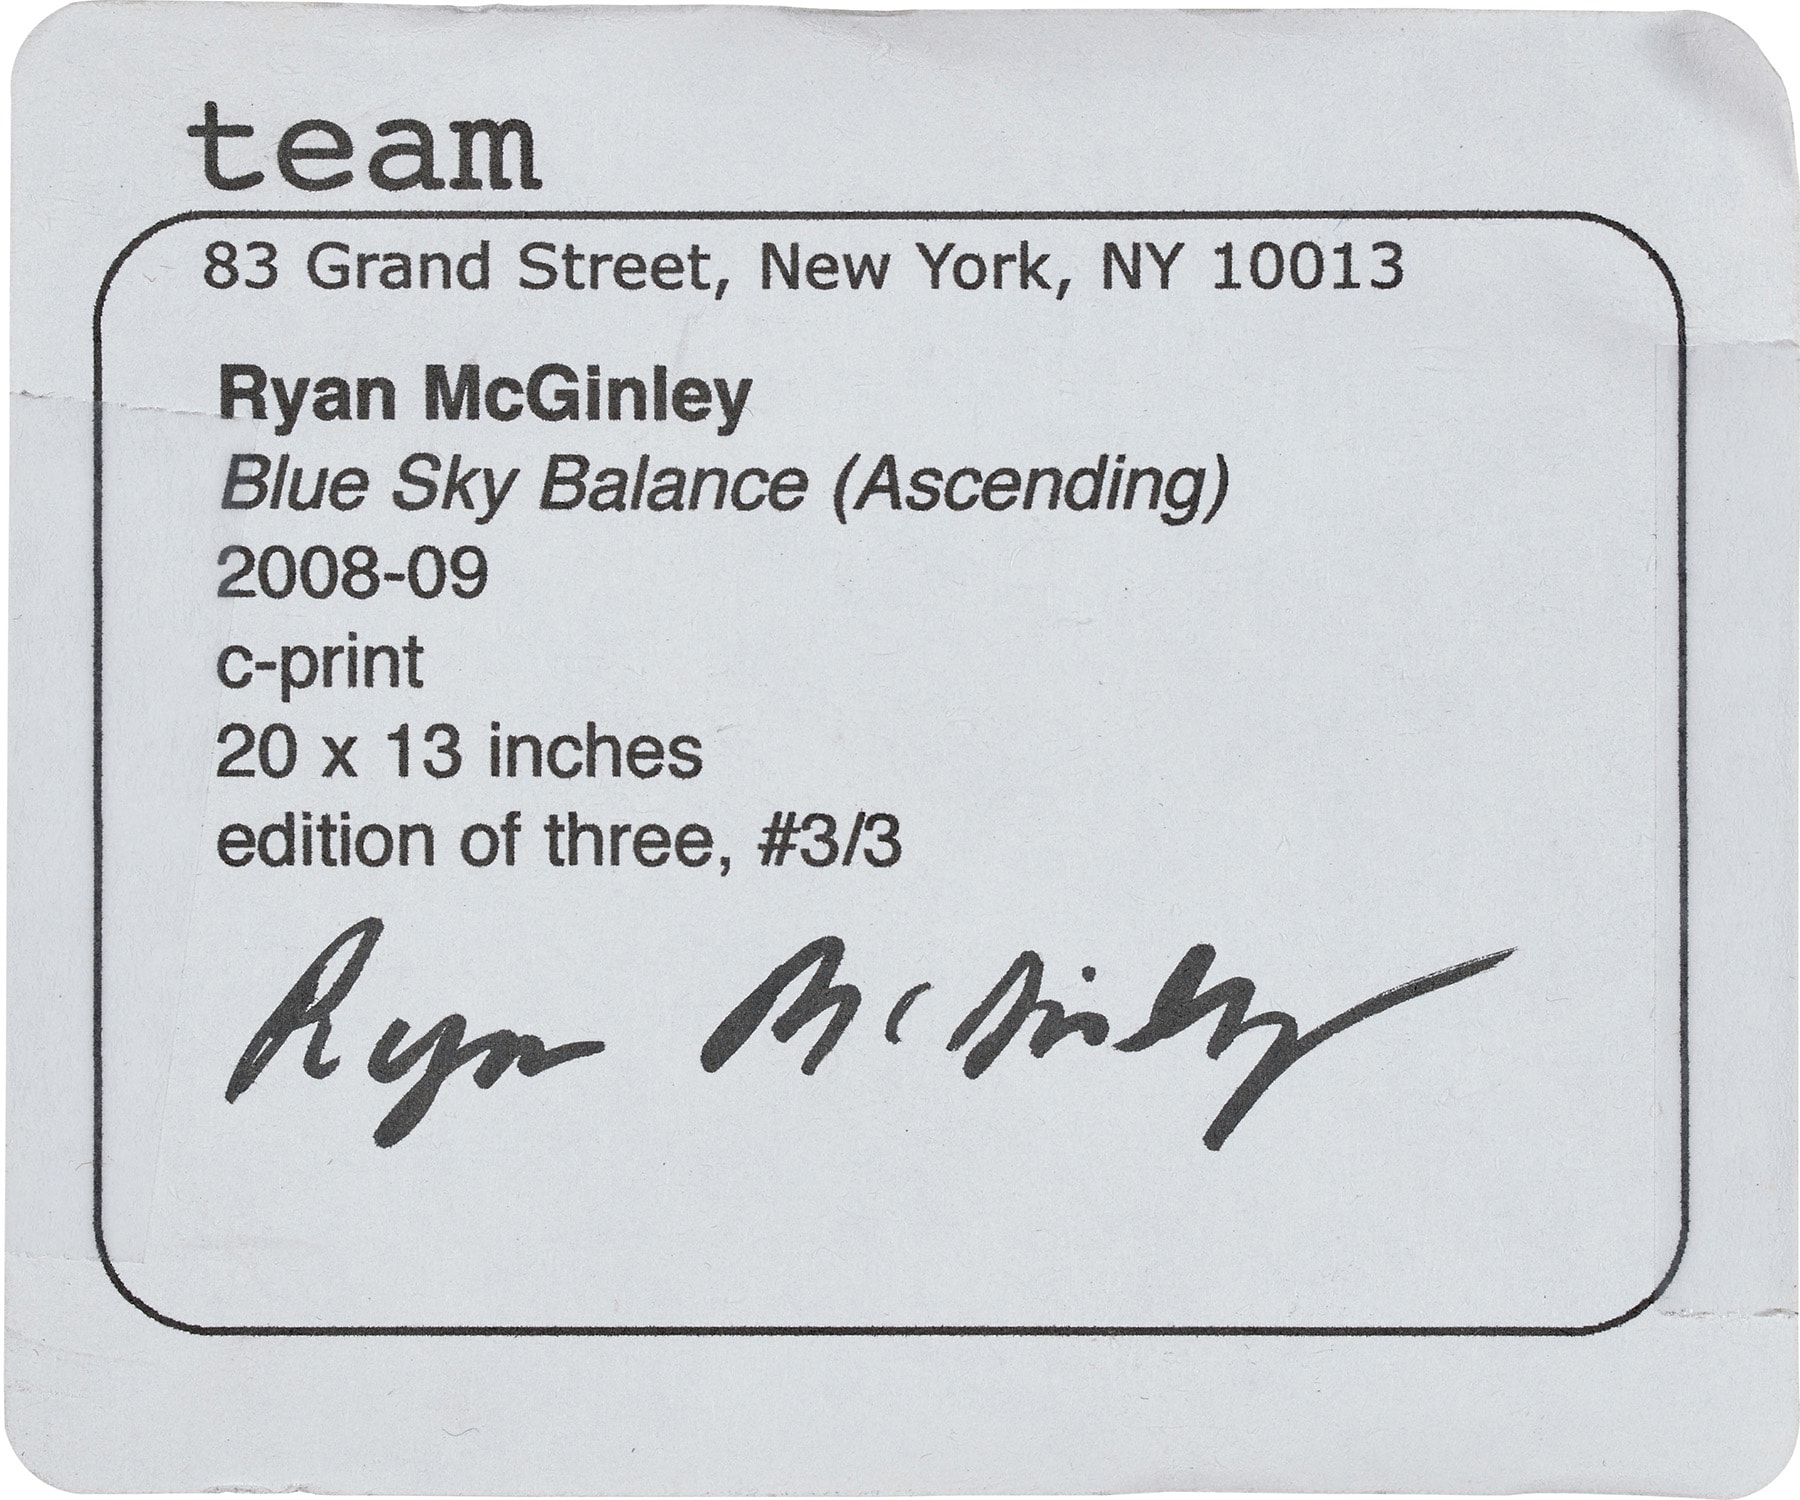 team
83 Grand Street, New York, NY 10013
Ryan McGinley
Blue Sky Balance (Ascending)
2008-09
c-print
20 x 13 inches
edition of three, #3/3
Ryan McGinley